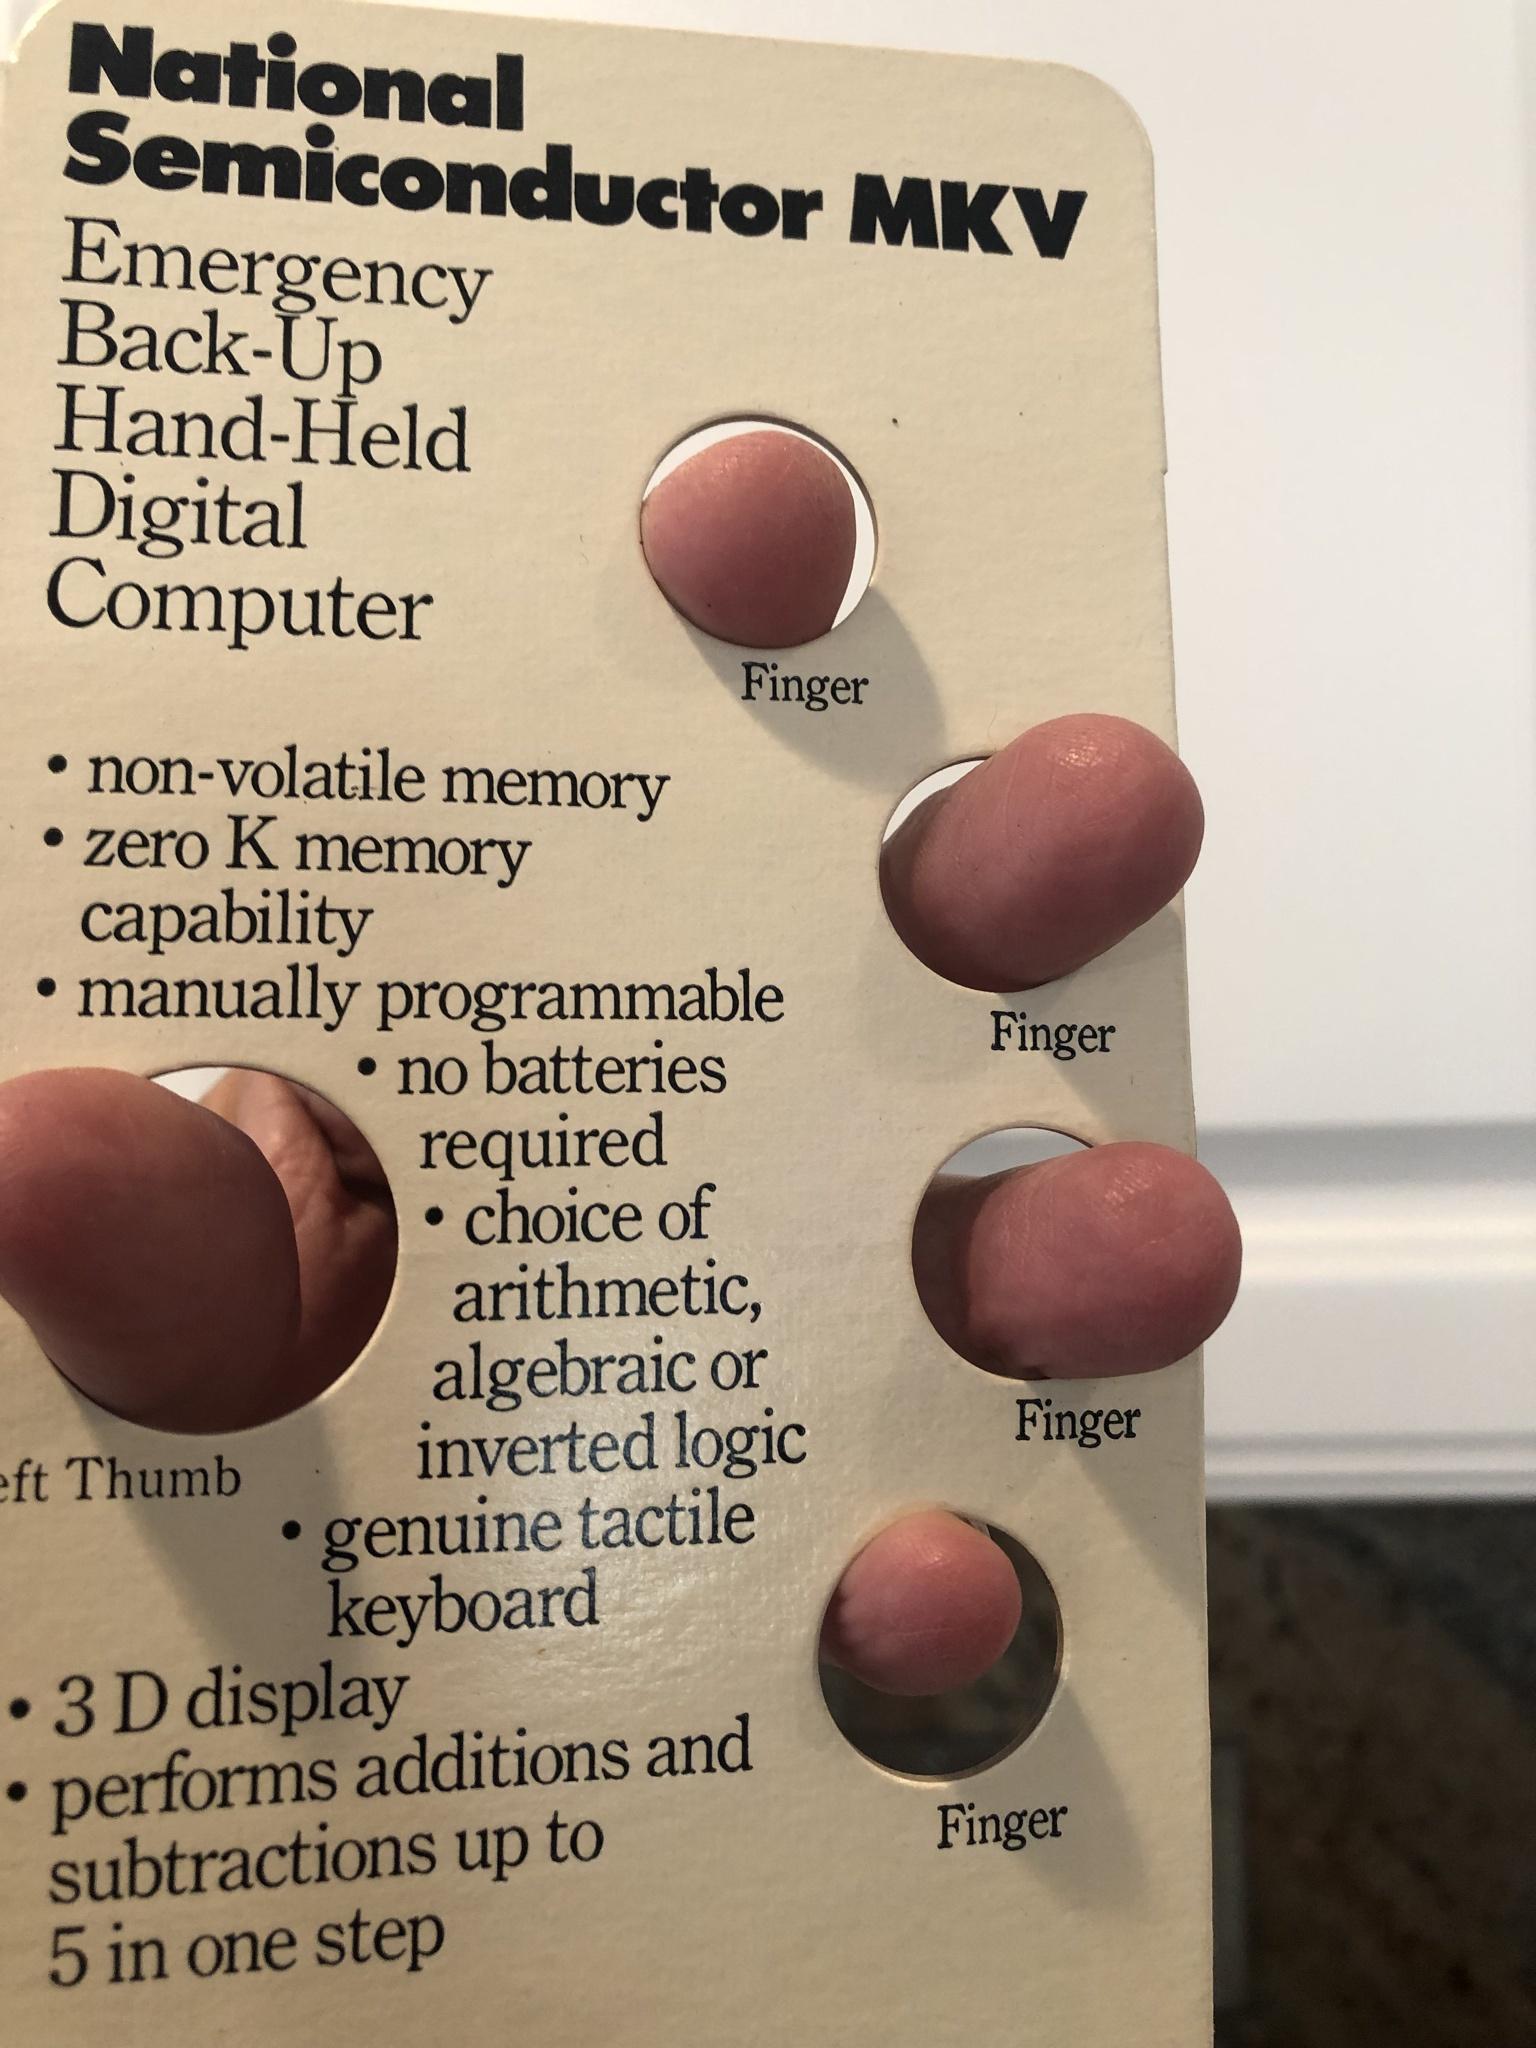 National
Semiconductor MKV
Emergency
Back-Up
Hand-Held
Digital
Computer
Finger
• non-volatile memory
• zero K memory
capability
• manually programmable
Finger
• no batteries
required
• choice of
arithmetic,
algebraic or
inverted logic
Finger
eft Thumb
• genuine tactile
keyboard
• 3 D display
• performs additions and
subtractions up to
5 in one step
Finger